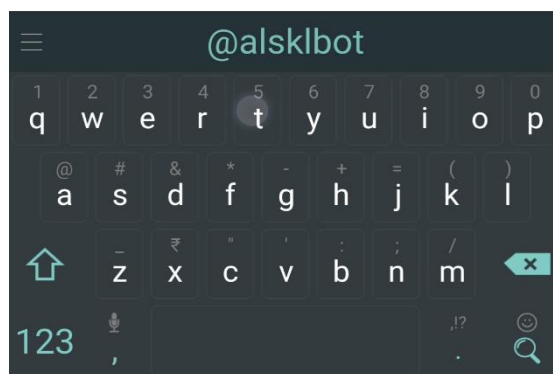 @alsklbot
1 2 3 4 5 6 7 8 9 0
q w e r t y u i o p
@ # & * - + = ( )
a s d f g h j k l
_ ₹ " ' : ; /
z x c v b n m
,!?
123 , .